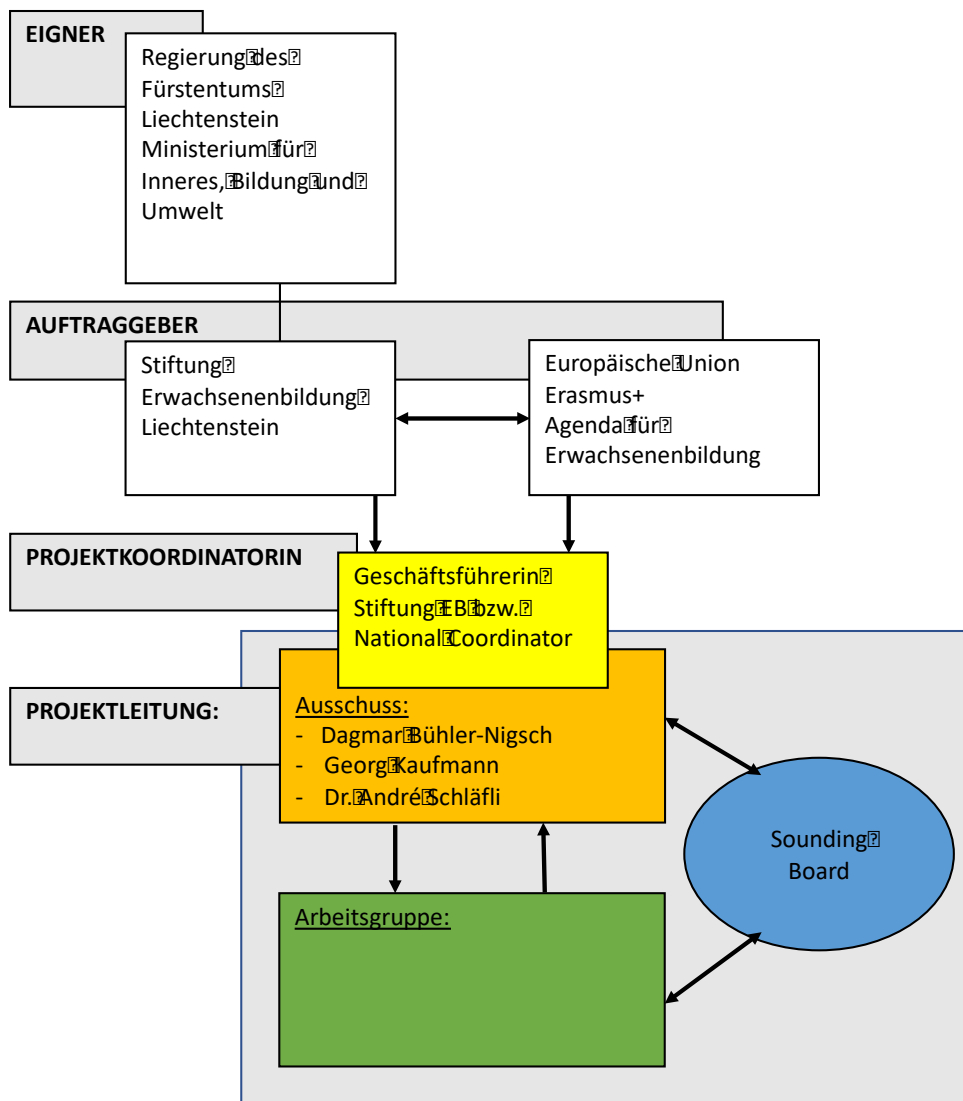 EIGNER
Regierung des
Fürstentums
Liechtenstein
Ministerium für
Inneres, Bildung und
Umwelt
AUFTRAGGEBER
Stiftung
Erwachsenenbildung
Liechtenstein
Europäische Union
Erasmus+
Agenda für
Erwachsenenbildung
PROJEKTKOORDINATORIN
Geschäftsführerin
Stiftung EB bzw.
National Coordinator
PROJEKTLEITUNG:
Ausschuss:
- Dagmar Bühler-Nigsch
- Georg Kaufmann
- Dr. André Schläfli
Sounding
Board
Arbeitsgruppe: